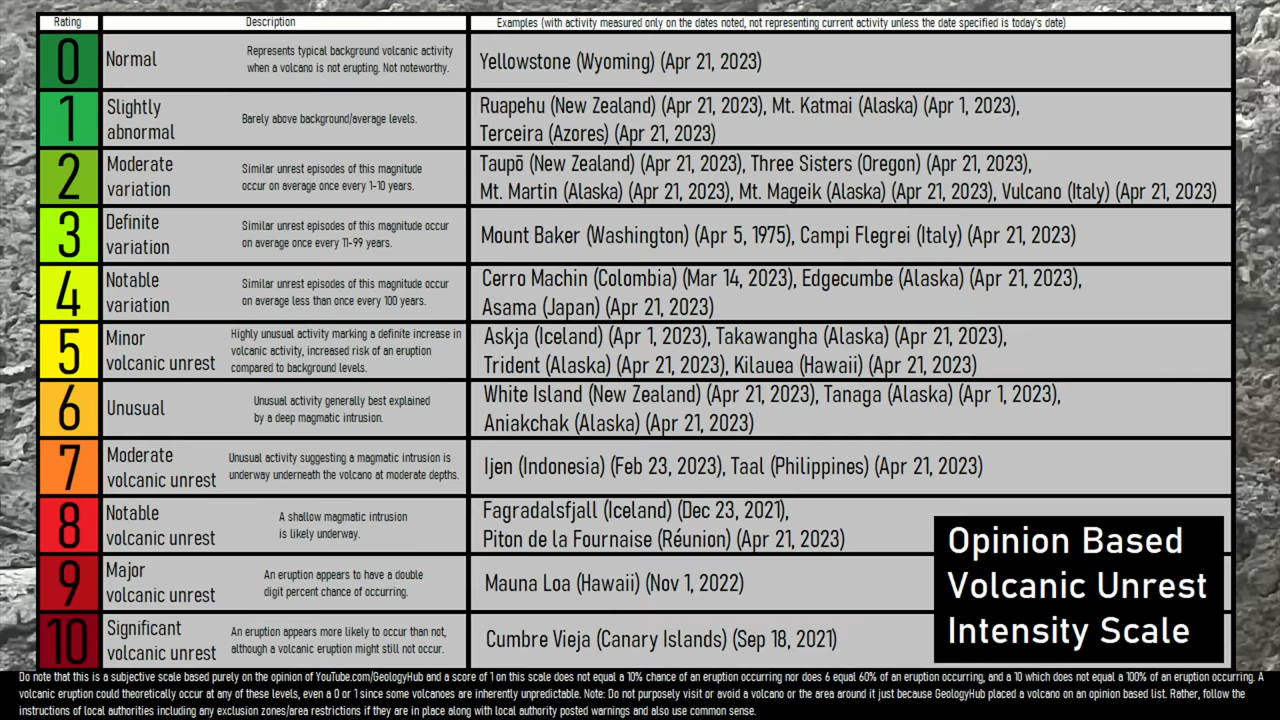 Rating Description Examples (with activity measured only on the dates noted, not representing current activity unless the date specified is today's date)
0 Normal
Represents typical background volcanic activity
when a volcano is not erupting. Not noteworthy.
Yellowstone (Wyoming) (Apr 21, 2023)
1 Slightly
abnormal
Barely above background/average levels.
Ruapehu (New Zealand) (Apr 21, 2023), Mt. Katmai (Alaska) (Apr 1, 2023),
Terceira (Azores) (Apr 21, 2023)
2 Moderate
variation
Similar unrest episodes of this magnitude
occur on average once every 1-10 years.
Taupō (New Zealand) (Apr 21, 2023), Three Sisters (Oregon) (Apr 21, 2023),
Mt. Martin (Alaska) (Apr 21, 2023), Mt. Mageik (Alaska) (Apr 21, 2023), Vulcano (Italy) (Apr 21, 2023)
3 Definite
variation
Similar unrest episodes of this magnitude occur
on average once every 11-99 years.
Mount Baker (Washington) (Apr 5, 1975), Campi Flegrei (Italy) (Apr 21, 2023)
4 Notable
variation
Similar unrest episodes of this magnitude occur
on average less than once every 100 years.
Cerro Machin (Colombia) (Mar 14, 2023), Edgecumbe (Alaska) (Apr 21, 2023),
Asama (Japan) (Apr 21, 2023)
5 Minor
volcanic unrest
Highly unusual activity marking a definite increase in
volcanic activity, increased risk of an eruption
compared to background levels.
Askja (Iceland) (Apr 1, 2023), Takawangha (Alaska) (Apr 21, 2023),
Trident (Alaska) (Apr 21, 2023), Kilauea (Hawaii) (Apr 21, 2023)
6 Unusual
Unusual activity generally best explained
by a deep magmatic intrusion.
White Island (New Zealand) (Apr 21, 2023), Tanaga (Alaska) (Apr 1, 2023),
Aniakchak (Alaska) (Apr 21, 2023)
7 Moderate
volcanic unrest
Unusual activity suggesting a magmatic intrusion is
underway underneath the volcano at moderate depths.
Ijen (Indonesia) (Feb 23, 2023), Taal (Philippines) (Apr 21, 2023)
8 Notable
volcanic unrest
A shallow magmatic intrusion
is likely underway.
Fagradalsfjall (Iceland) (Dec 23, 2021),
Piton de la Fournaise (Réunion) (Apr 21, 2023)
9 Major
volcanic unrest
An eruption appears to have a double
digit percent chance of occurring.
Mauna Loa (Hawaii) (Nov 1, 2022)
10 Significant
volcanic unrest
An eruption appears more likely to occur than not,
although a volcanic eruption might still not occur.
Cumbre Vieja (Canary Islands) (Sep 18, 2021)
Opinion Based
Volcanic Unrest
Intensity Scale
Do note that this is a subjective scale based purely on the opinion of YouTube.com/GeologyHub and a score of 1 on this scale does not equal a 10% chance of an eruption occurring nor does 6 equal 60% of an eruption occurring, and a 10 which does not equal a 100% of an eruption occurring. A
volcanic eruption could theoretically occur at any of these levels, even a 0 or 1 since some volcanoes are inherently unpredictable. Note: Do not purposely visit or avoid a volcano or the area around it just because GeologyHub placed a volcano on an opinion based list. Rather, follow the
instructions of local authorities including any exclusion zones/area restrictions if they are in place along with local authority posted warnings and also use common sense.